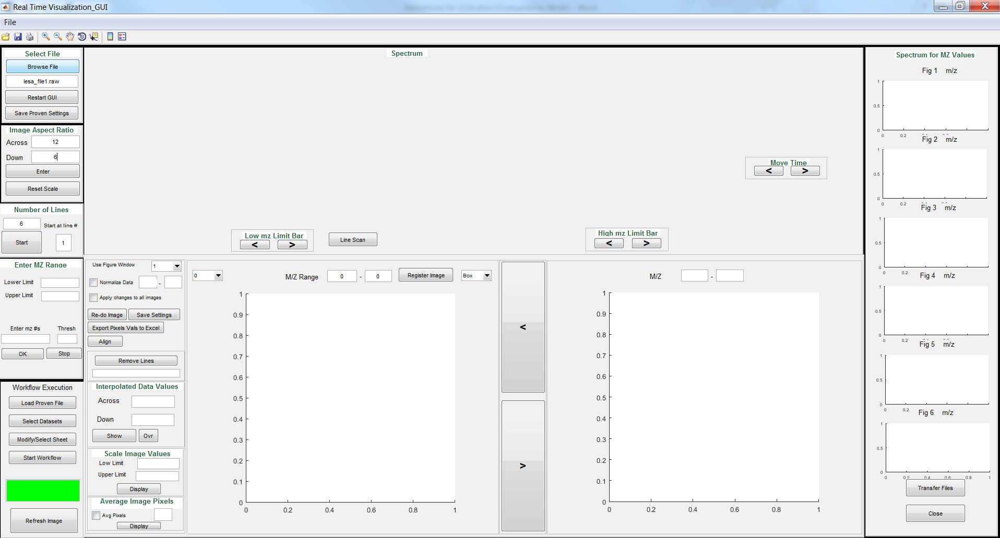 Real Time Visualization_GUI
File
Select File
Browse File
lesa_file1.raw
Restart GUI
Save Proven Settings
Image Aspect Ratio
Across 12
Down 6
Enter
Reset Scale
Number of Lines
6 Start at line #
Start 1
Enter MZ Range
Lower Limit
Upper Limit
Enter mz #s Thresh
OK Stop
Workflow Execution
Load Proven File
Select Datasets
Modify/Select Sheet
Start Workflow
Refresh Image
Spectrum
Move Time
< >
Low mz Limit Bar
< >
Line Scan
High mz Limit Bar
< >
Use Figure Window 1
Normalize Data -
Apply changes to all images
Re-do Image Save Settings
Export Pixels Vals to Excel
Align
Remove Lines
Interpolated Data Values
Across
Down
Show Ovr
Scale Image Values
Low Limit
Upper Limit
Display
Average Image Pixels
Avg Pixels
Display
0 M/Z Range 0 - 0 Register Image Box
1
0.9
0.8
0.7
0.6
0.5
0.4
0.3
0.2
0.1
0
0 0.2 0.4 0.6 0.8 1
<
>
M/Z -
1
0.9
0.8
0.7
0.6
0.5
0.4
0.3
0.2
0.1
0
0 0.2 0.4 0.6 0.8 1
Spectrum for MZ Values
Fig 1 m/z
1
0.5
0
0 0.2
Fig 2 m/z
1
0.5
0
0 0.2
Fig 3 m/z
1
0.5
0
0 0.2
Fig 4 m/z
1
0.5
0
0 0.2
Fig 5 m/z
1
0.5
0
0 0.2
Fig 6 m/z
1
0.5
0
0 0.2 0.4 0.6 0.8 1
Transfer Files
Close